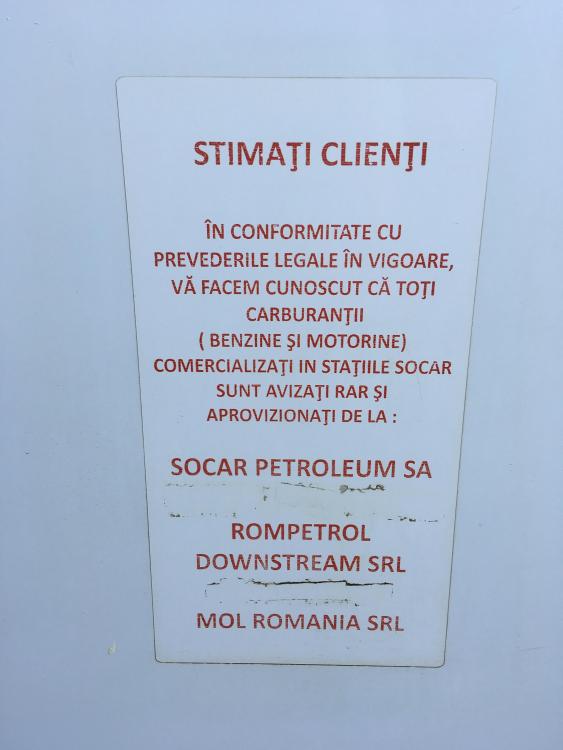 STIMAŢI CLIENŢI
ÎN CONFORMITATE CU
PREVEDERILE LEGALE ÎN VIGOARE,
VĂ FACEM CUNOSCUT CĂ TOŢI
CARBURANŢII
( BENZINE ŞI MOTORINE)
COMERCIALIZAŢI IN STAŢIILE SOCAR
SUNT AVIZAŢI RAR ŞI
APROVIZIONAŢI DE LA :
SOCAR PETROLEUM SA
ROMPETROL
DOWNSTREAM SRL
MOL ROMANIA SRL